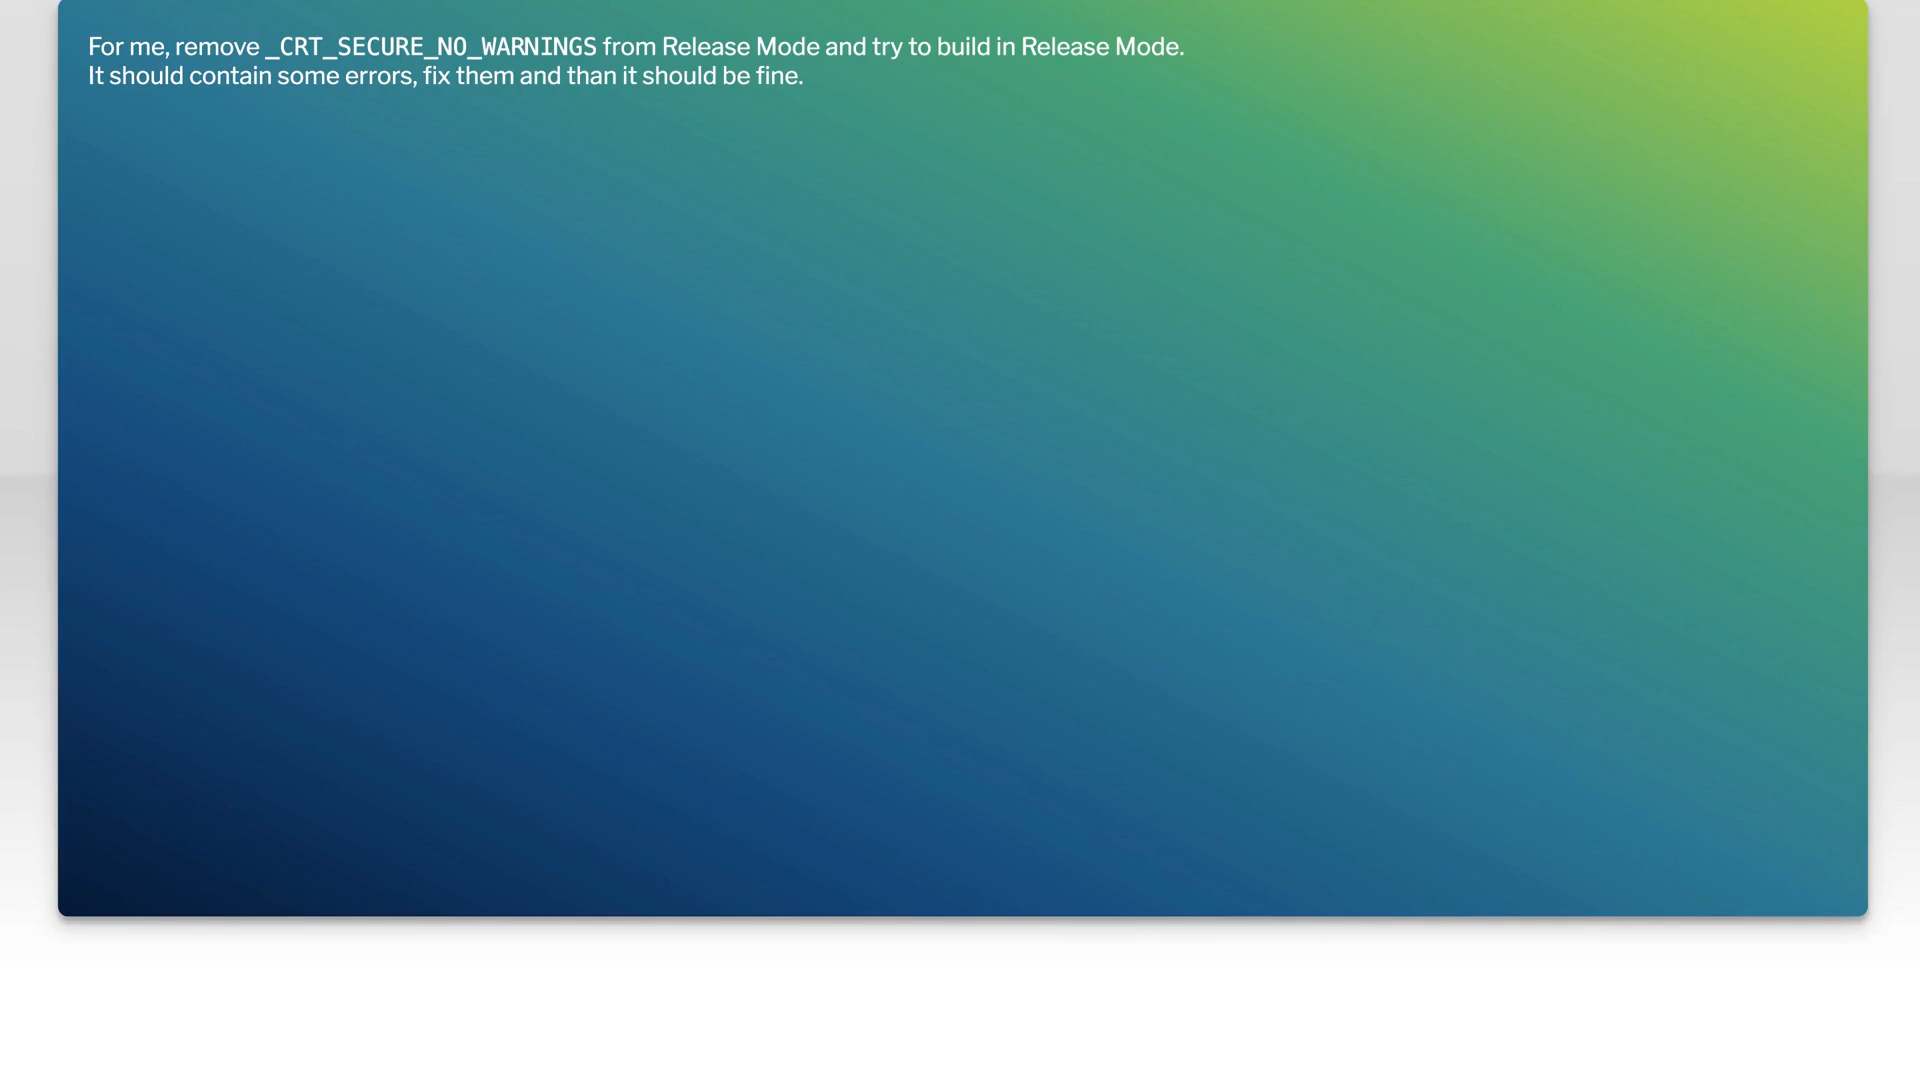 For me, remove _CRT_SECURE_NO_WARNINGS from Release Mode and try to build in Release Mode.
It should contain some errors, fix them and than it should be fine.